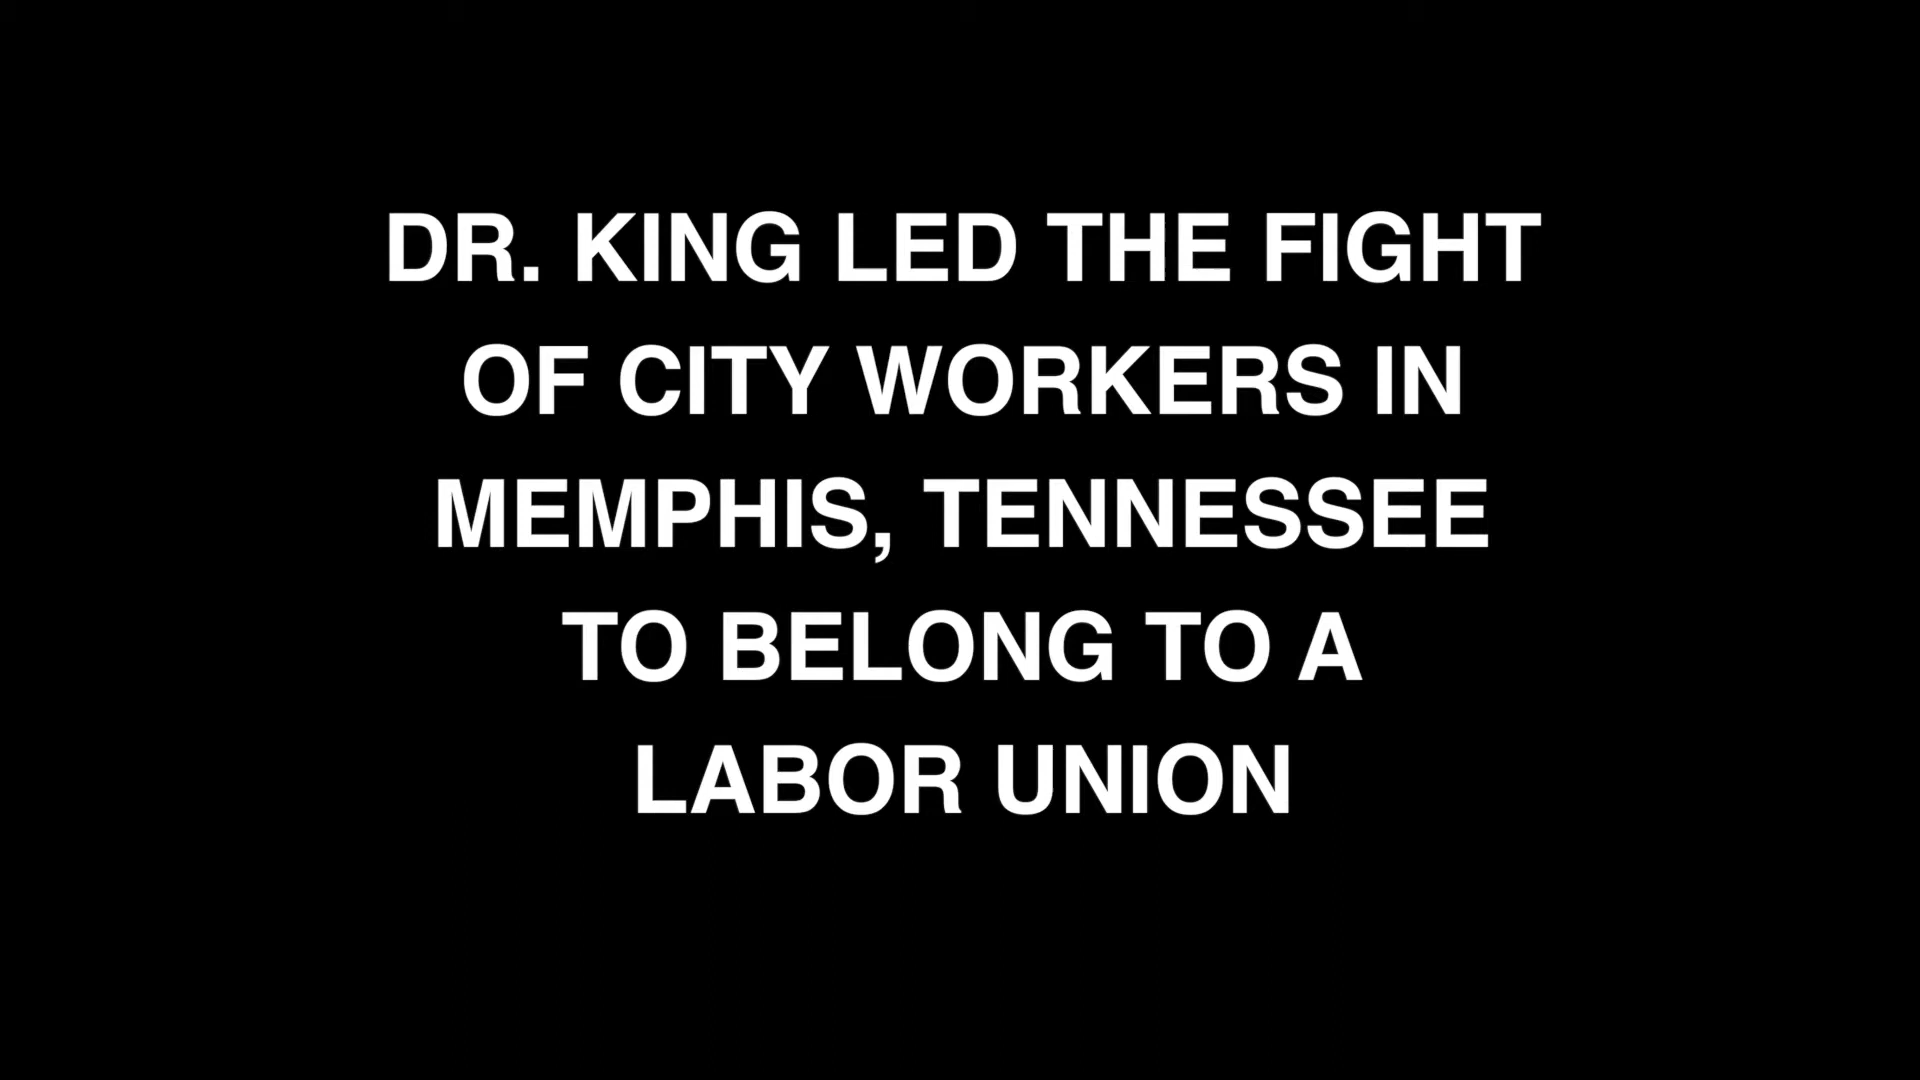 DR. KING LED THE FIGHT
OF CITY WORKERS IN
MEMPHIS, TENNESSEE
TO BELONG TO A
LABOR UNION